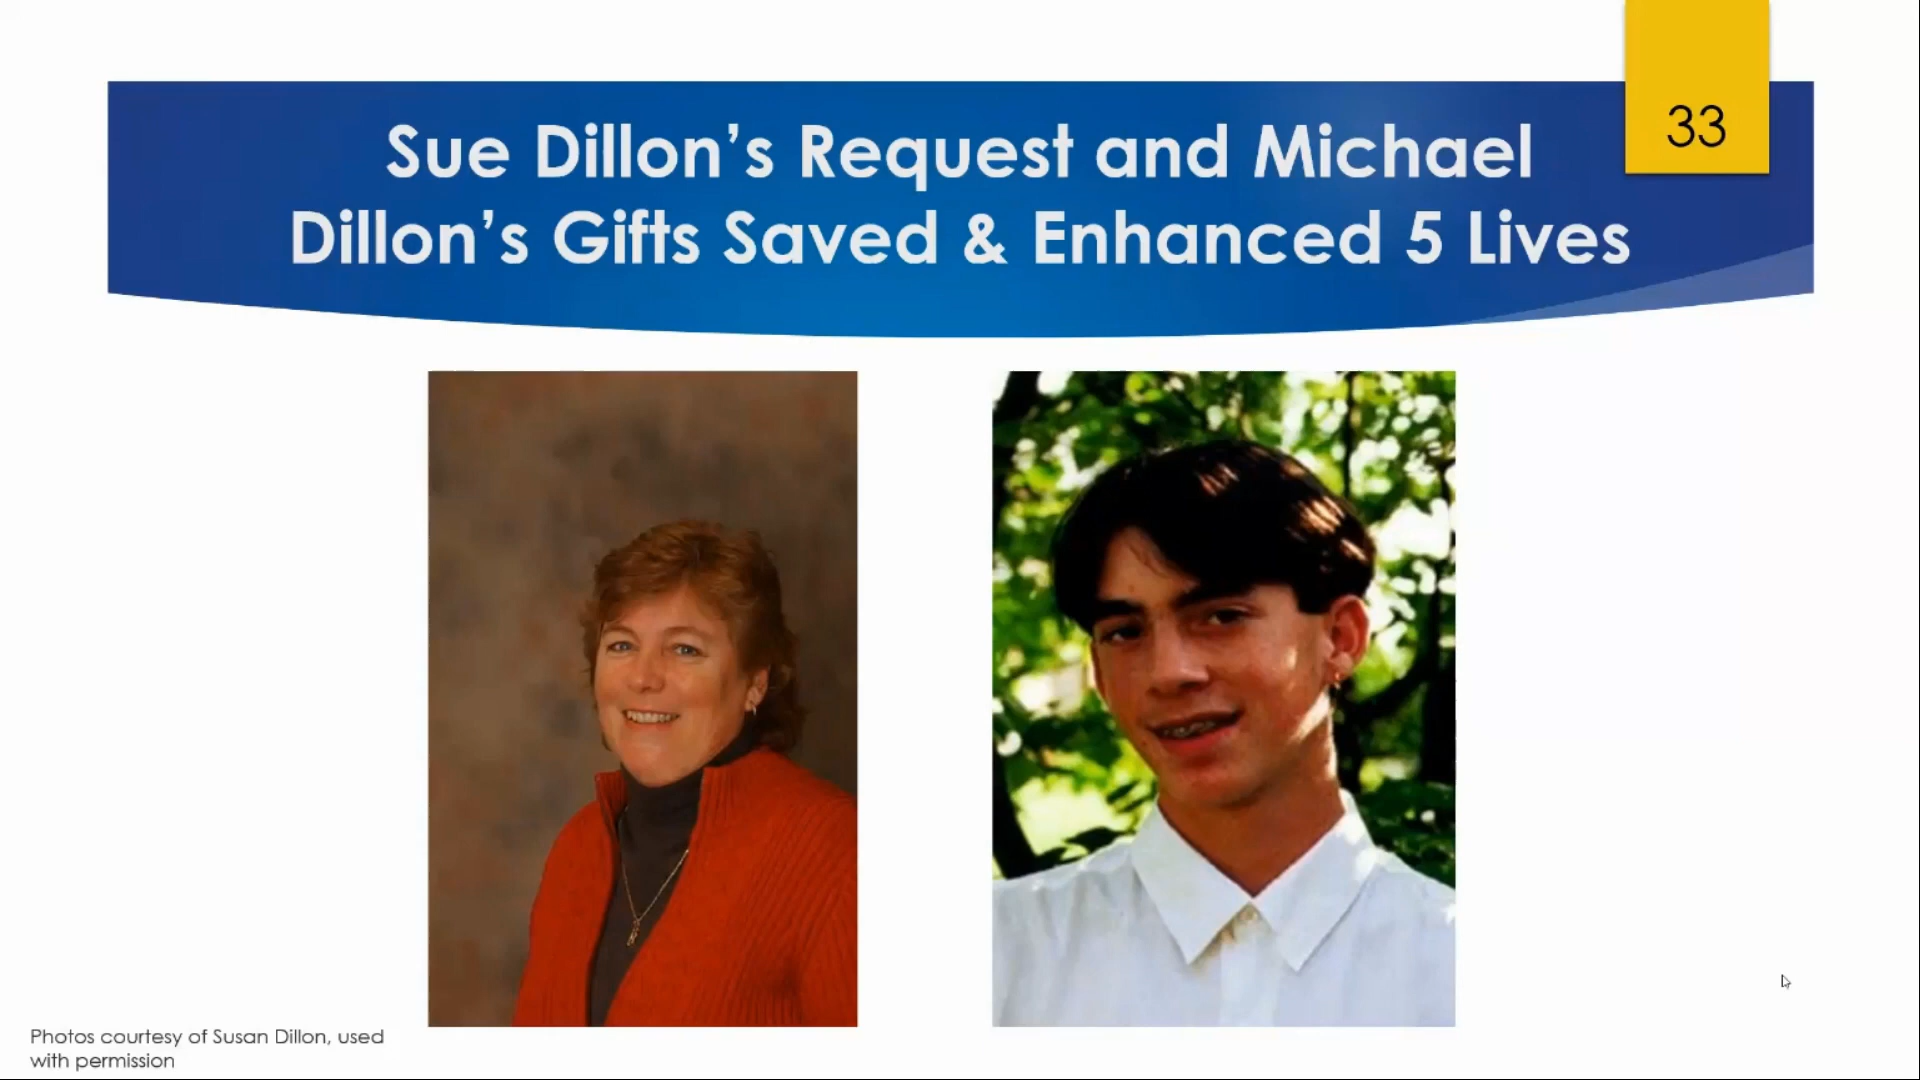 33
Sue Dillon’s Request and Michael
Dillon’s Gifts Saved & Enhanced 5 Lives
Photos courtesy of Susan Dillon, used
with permission